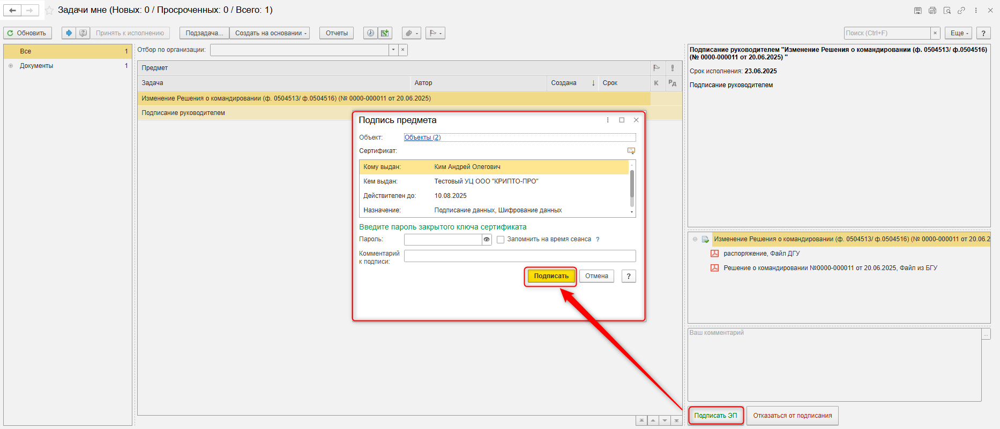 Задачи мне (Новых: 0 / Просроченных: 0 / Всего: 1)
Обновить
Принять к исполнению
Подзадача...
Создать на основании
Отчеты
Поиск (Ctrl+F)
×
Еще
?
Все 1
Документы 1
Отбор по организации:
×
Предмет
Задача Автор Создана ↓ Срок К Рд
Изменение Решения о командировании (ф. 0504513/ ф.0504516) (№ 0000-000011 от 20.06.2025)
Подписание руководителем
Подпись предмета
Объект: Объекты (2)
Сертификат:
Кому выдан: Ким Андрей Олегович
Кем выдан: Тестовый УЦ ООО "КРИПТО-ПРО"
Действителен до: 10.08.2025
Назначение: Подписание данных, Шифрование данных
Введите пароль закрытого ключа сертификата
Пароль: Запомнить на время сеанса ?
Комментарий
к подписи:
Подписать Отмена ?
Подписание руководителем "Изменение Решения о командировании (ф. 0504513/ ф.0504516)
(№ 0000-000011 от 20.06.2025) "
Срок исполнения: 23.06.2025
Подписание руководителем
Изменение Решения о командировании (ф. 0504513/ ф.0504516) (№ 0000-000011 от 20.06.2
распоряжение, Файл ДГУ
Решение о командировании №0000-000011 от 20.06.2025, Файл из БГУ
Ваш комментарий
...
Подписать ЭП Отказаться от подписания